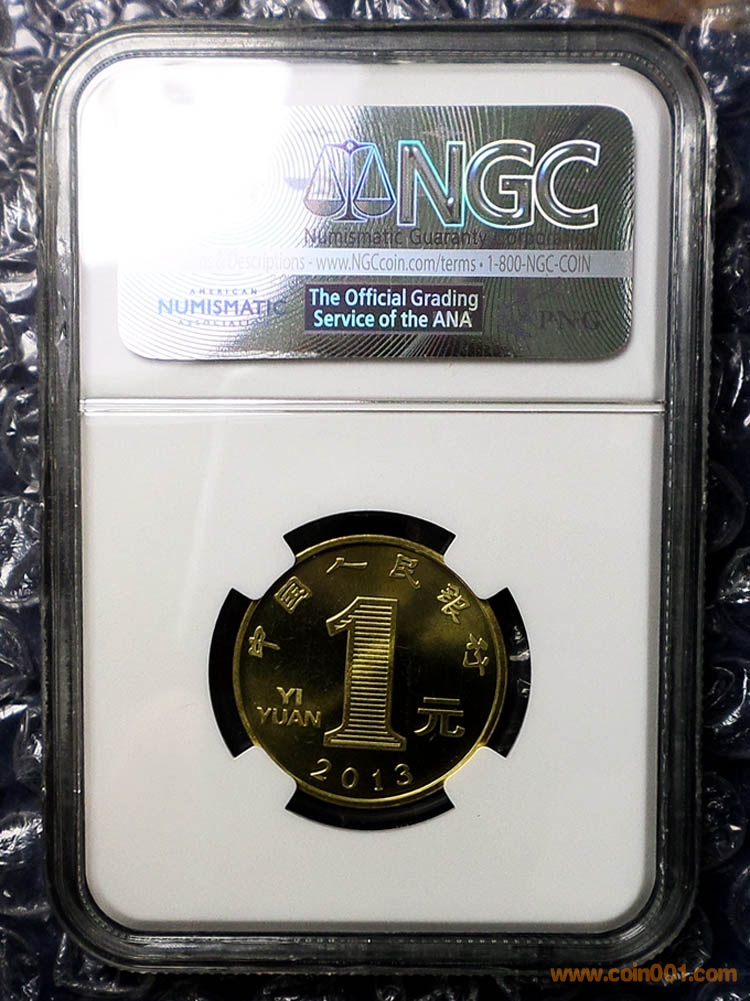 NGC
Numismatic Guaranty Corporation
& Descriptions - www.NGCcoin.com/terms • 1-800-NGC-COIN
AMERICAN
NUMISMATIC
ASSOCIATION
The Official Grading
Service of the ANA
PNG
中国人民银行
1
YI
YUAN
元
2013
www.coin001.com